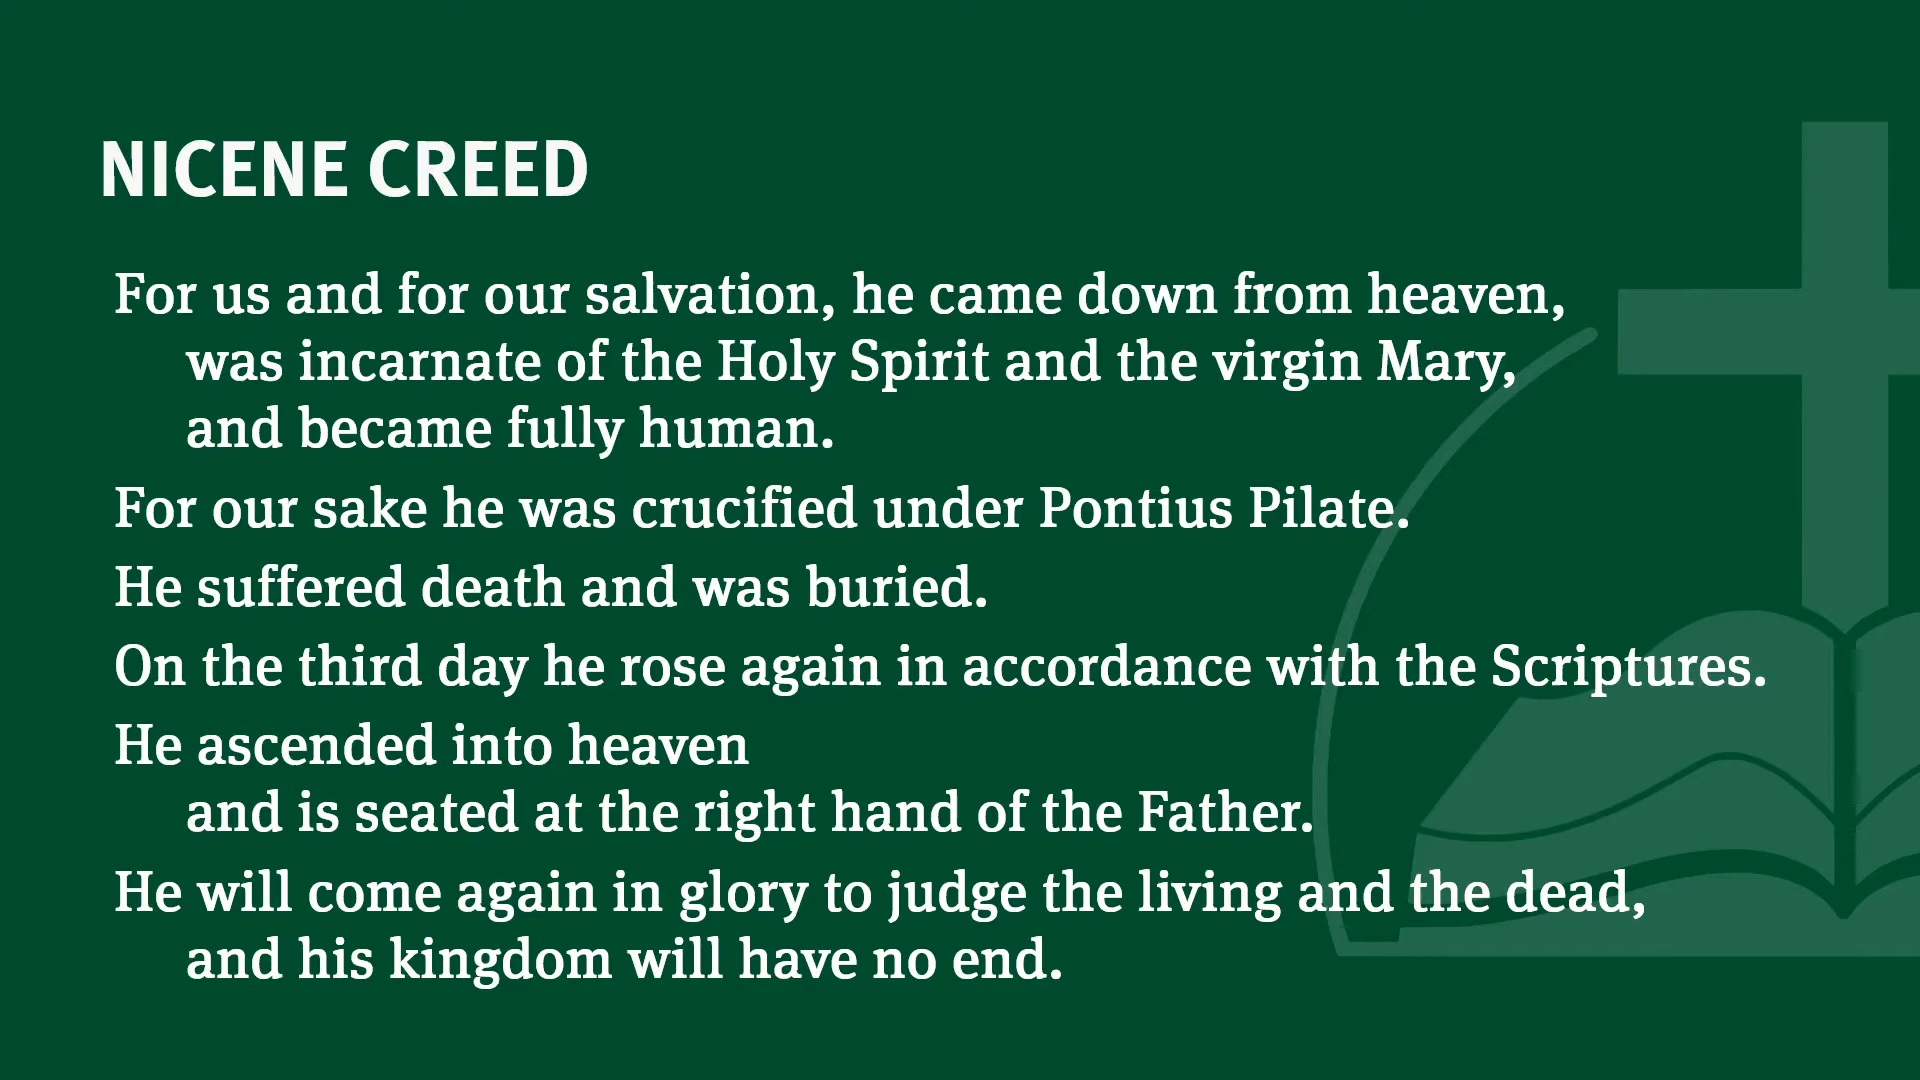 NICENE CREED
For us and for our salvation, he came down from heaven,
was incarnate of the Holy Spirit and the virgin Mary,
and became fully human.
For our sake he was crucified under Pontius Pilate.
He suffered death and was buried.
On the third day he rose again in accordance with the Scriptures.
He ascended into heaven
and is seated at the right hand of the Father.
He will come again in glory to judge the living and the dead,
and his kingdom will have no end.